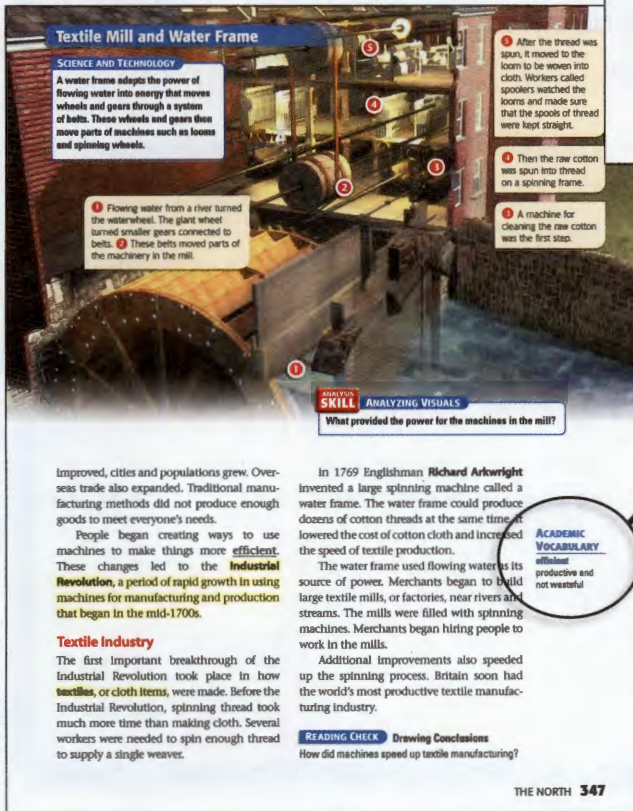 Textile Mill and Water Frame
SCIENCE AND TECHNOLOGY
A water frame adapts the power of
flowing water into energy that moves
wheels and gears through a system
of belts. These wheels and gears then
move parts of machines such as looms
and spinning wheels.
1 Flowing water from a river turned
the waterwheel. The giant wheel
turned smaller gears connected to
belts. 2 These belts moved parts of
the machinery in the mill.
5 After the thread was
spun, it moved to the
loom to be woven into
cloth. Workers called
spoolers watched the
looms and made sure
that the spools of thread
were kept straight.
4 Then the raw cotton
was spun into thread
on a spinning frame.
3 A machine for
cleaning the raw cotton
was the first step.
5
4
3
2
1
ANALYSIS
SKILL ANALYZING VISUALS
What provided the power for the machines in the mill?
improved, cities and populations grew. Over-
seas trade also expanded. Traditional manu-
facturing methods did not produce enough
goods to meet everyone's needs.
People began creating ways to use
machines to make things more efficient.
These changes led to the Industrial
Revolution, a period of rapid growth in using
machines for manufacturing and production
that began in the mid-1700s.
Textile Industry
The first important breakthrough of the
Industrial Revolution took place in how
textiles, or cloth items, were made. Before the
Industrial Revolution, spinning thread took
much more time than making cloth. Several
workers were needed to spin enough thread
to supply a single weaver.
In 1769 Englishman Richard Arkwright
invented a large spinning machine called a
water frame. The water frame could produce
dozens of cotton threads at the same time. It
lowered the cost of cotton cloth and increased
the speed of textile production.
The water frame used flowing water as its
source of power. Merchants began to build
large textile mills, or factories, near rivers and
streams. The mills were filled with spinning
machines. Merchants began hiring people to
work in the mills.
Additional improvements also speeded
up the spinning process. Britain soon had
the world's most productive textile manufac-
turing industry.
READING CHECK Drawing Conclusions
How did machines speed up textile manufacturing?
ACADEMIC
VOCABULARY
efficient
productive and
not wasteful
THE NORTH 347